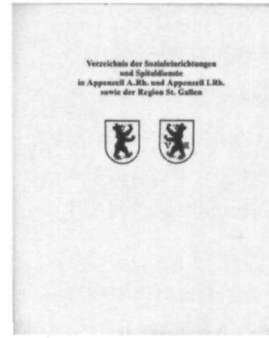 Verzeichnis der Sozialeinrichtungen
und Spitaldienste
in Appenzell A.Rh. und Appenzell I.Rh.
sowie der Region St. Gallen
V R